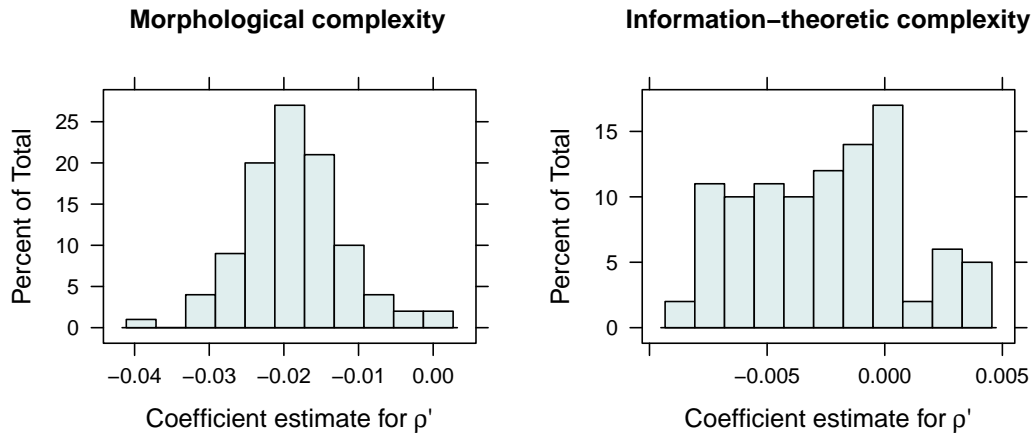 Morphological complexity
Percent of Total
25
20
15
10
5
0
−0.04 −0.03 −0.02 −0.01 0.00
Coefficient estimate for ρ'
Information−theoretic complexity
Percent of Total
15
10
5
0
−0.005 0.000 0.005
Coefficient estimate for ρ'